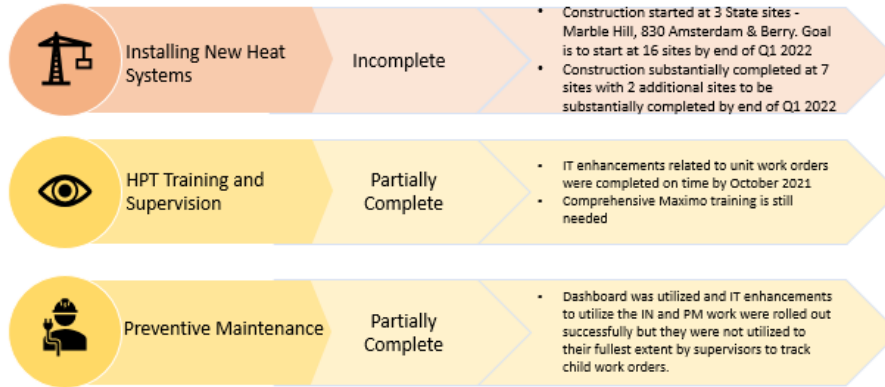 Installing New Heat
Systems
Incomplete
• Construction started at 3 State sites -
Marble Hill, 830 Amsterdam & Berry. Goal
is to start at 16 sites by end of Q1 2022
• Construction substantially completed at 7
sites with 2 additional sites to be
substantially completed by end of Q1 2022
HPT Training and
Supervision
Partially
Complete
• IT enhancements related to unit work orders
were completed on time by October 2021
• Comprehensive Maximo training is still
needed
Preventive Maintenance
Partially
Complete
• Dashboard was utilized and IT enhancements
to utilize the IN and PM work were rolled out
successfully but they were not utilized to
their fullest extent by supervisors to track
child work orders.